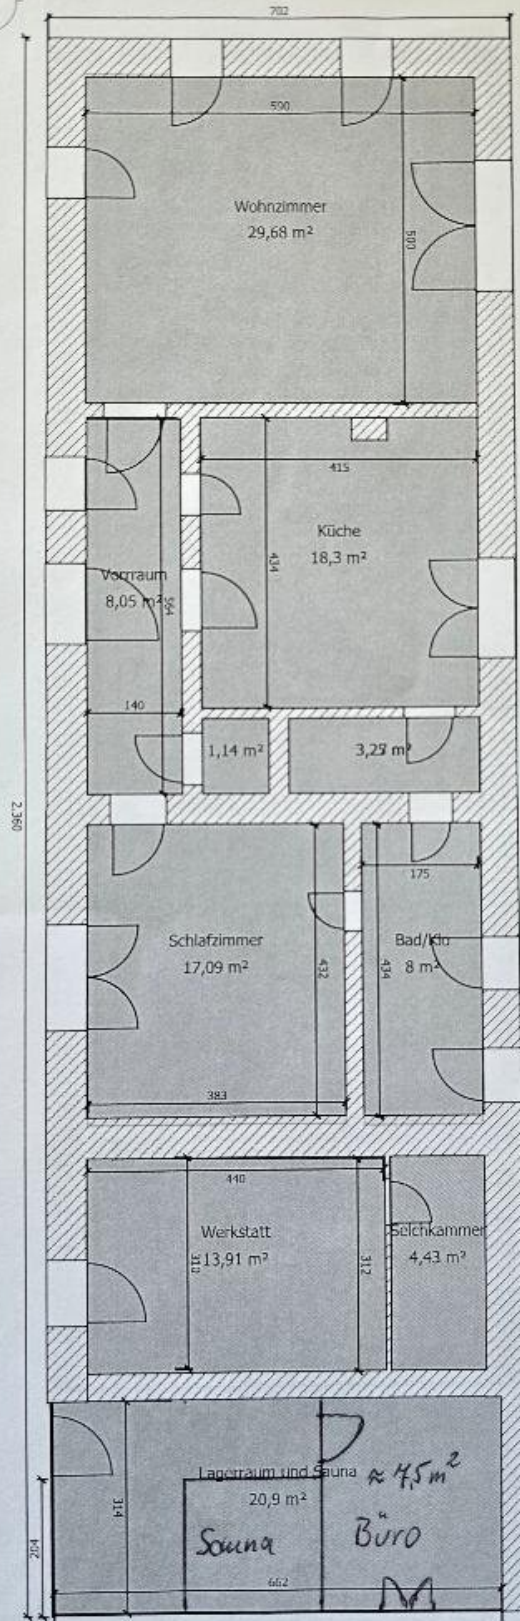 702
590
Wohnzimmer
29,68 m²
500
415
Küche
18,3 m²
434
Vorraum
8,05 m²
564
140
1,14 m²
3,27 m²
2.360
175
Schlafzimmer
17,09 m²
432
Bad/Klo
8 m²
434
383
440
Werkstatt
13,91 m²
310
312
Selchkammer
4,43 m²
Lagerraum und Sauna
20,9 m²
≈ 7,5 m²
314
204
Sauna
Büro
662